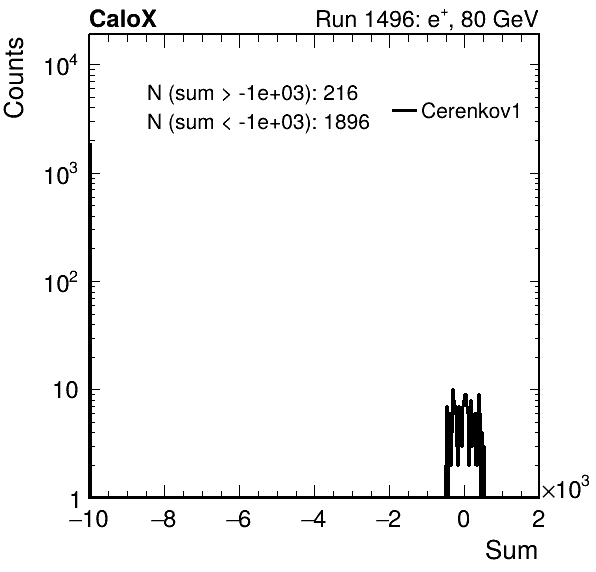 CaloX Run 1496: e⁺, 80 GeV
Counts
10⁴
N (sum > -1e+03): 216
N (sum < -1e+03): 1896
Cerenkov1
10³
10²
10
1
−10 −8 −6 −4 −2 0 2
×10³
Sum